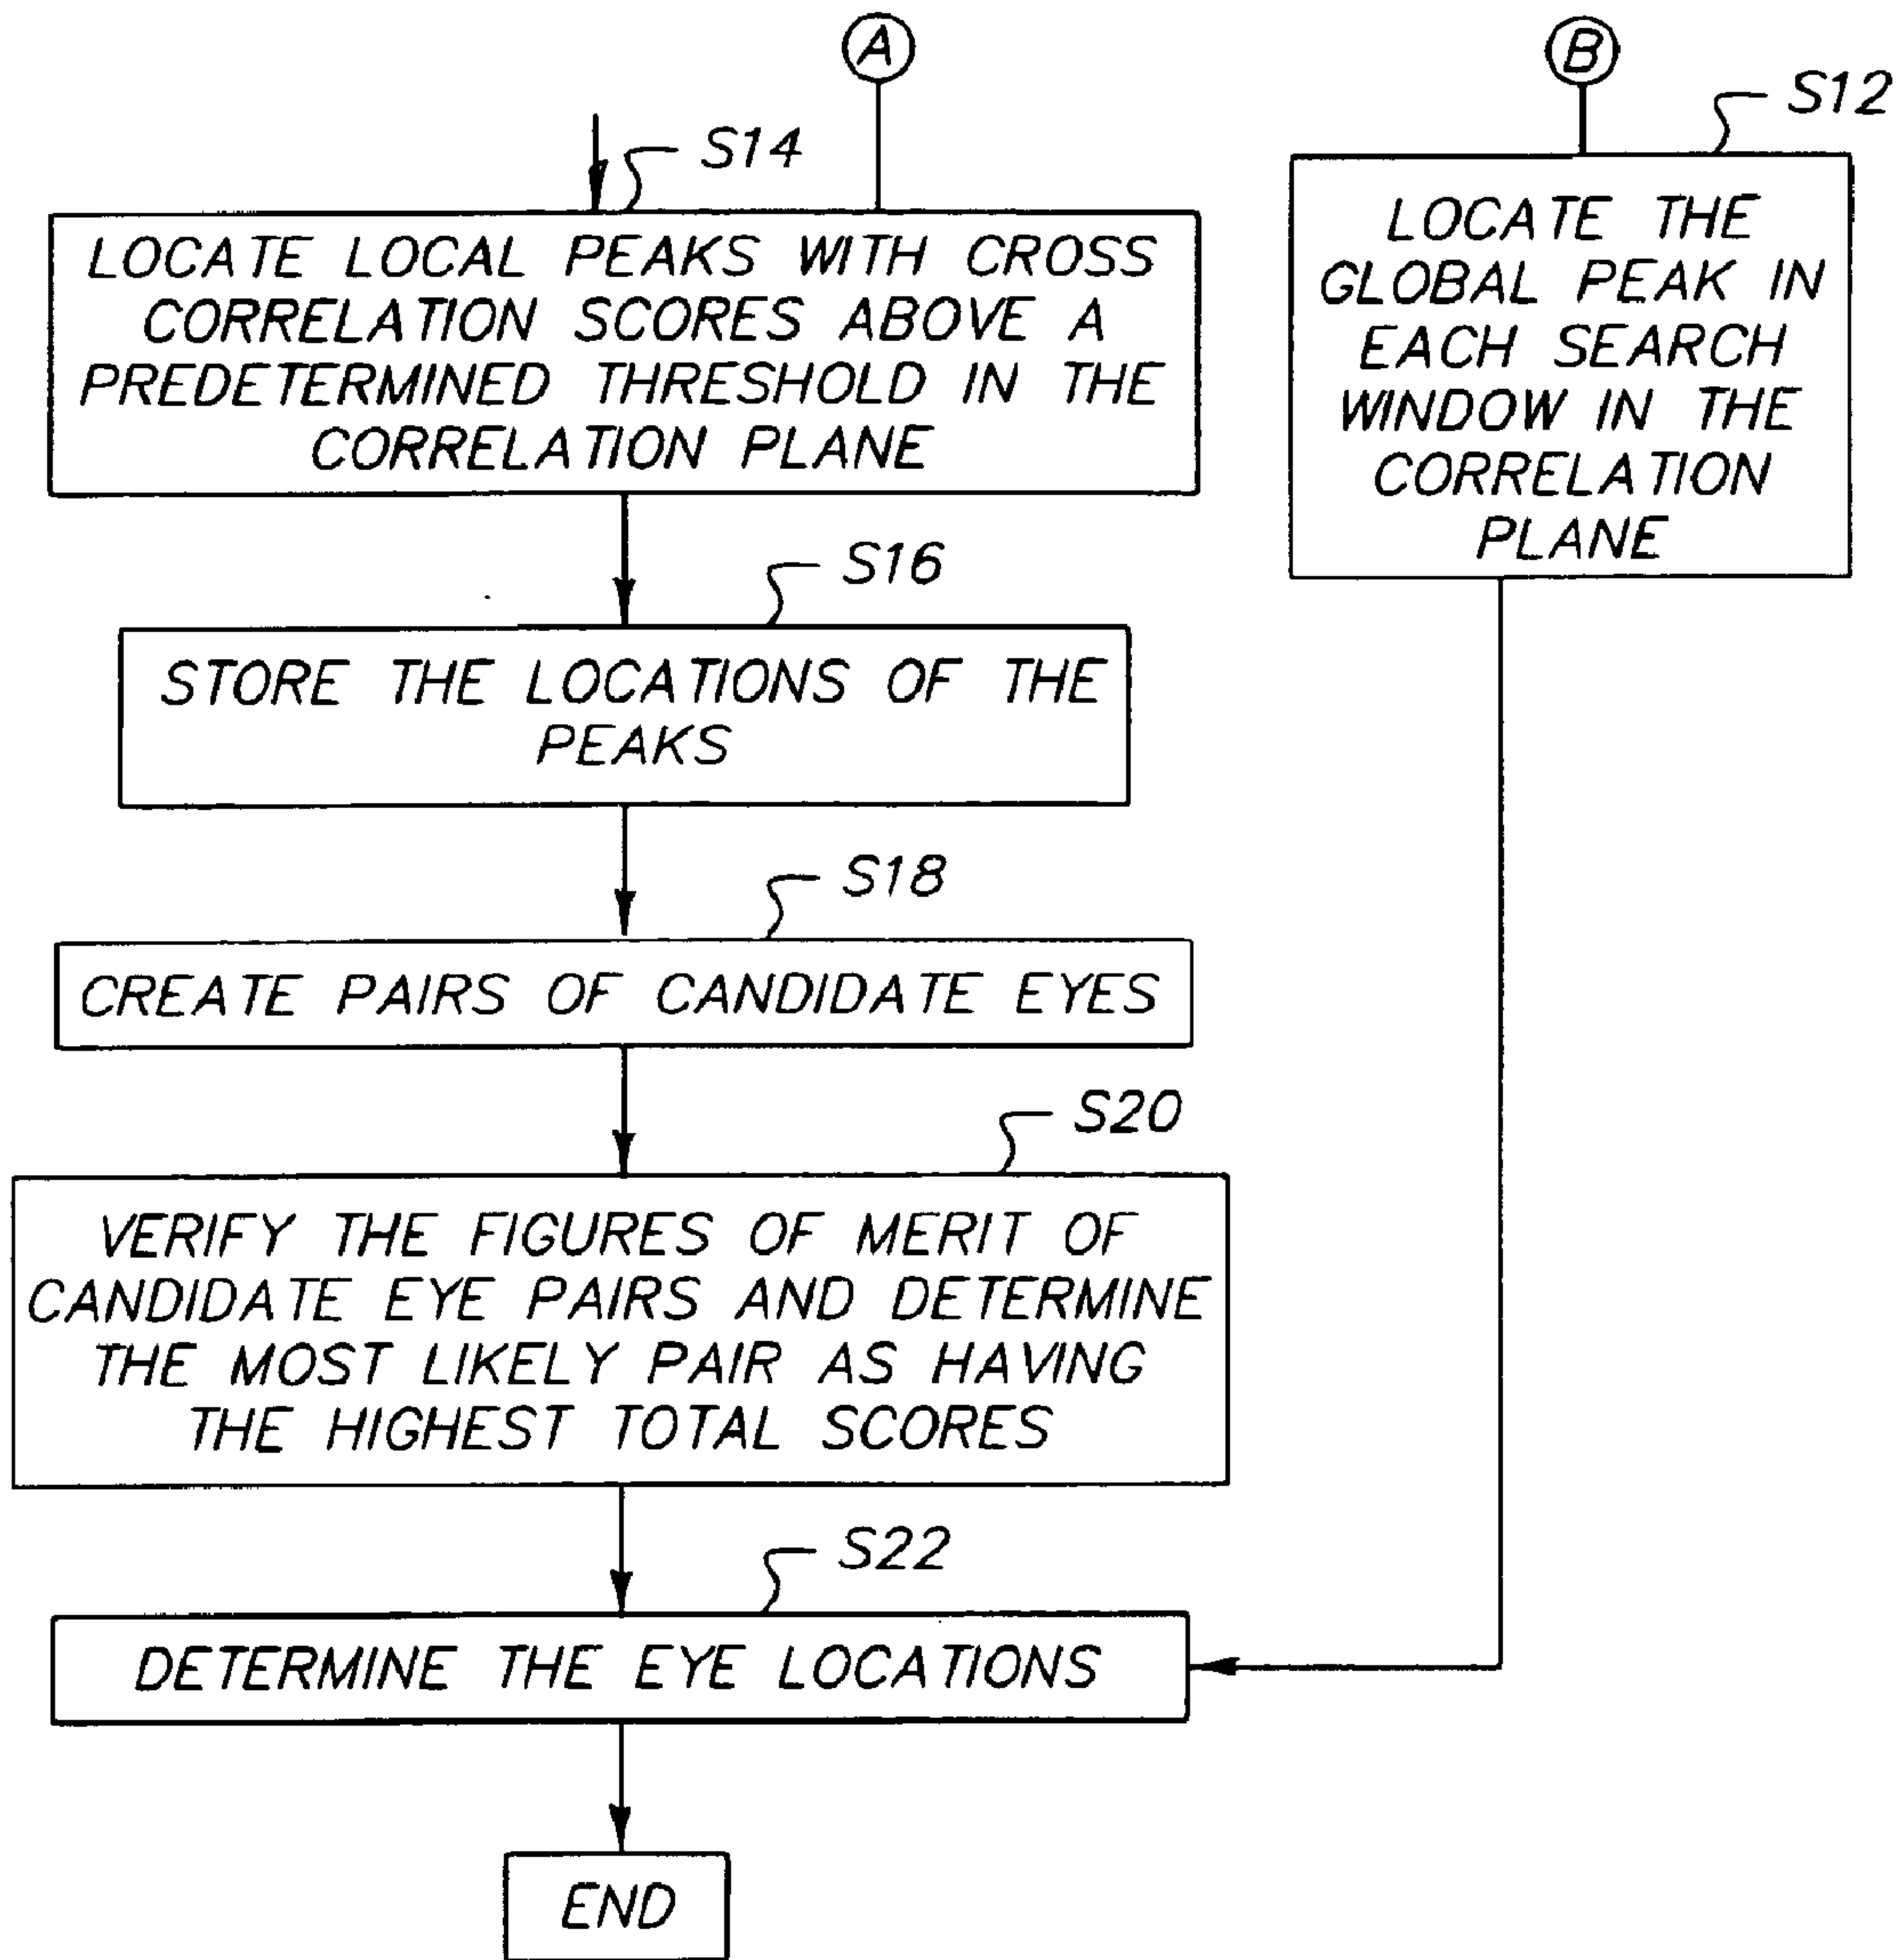 A
B
S12
S14
LOCATE THE
GLOBAL PEAK IN
EACH SEARCH
WINDOW IN THE
CORRELATION
PLANE
LOCATE LOCAL PEAKS WITH CROSS
CORRELATION SCORES ABOVE A
PREDETERMINED THRESHOLD IN THE
CORRELATION PLANE
S16
STORE THE LOCATIONS OF THE
PEAKS
S18
CREATE PAIRS OF CANDIDATE EYES
S20
VERIFY THE FIGURES OF MERIT OF
CANDIDATE EYE PAIRS AND DETERMINE
THE MOST LIKELY PAIR AS HAVING
THE HIGHEST TOTAL SCORES
S22
DETERMINE THE EYE LOCATIONS
END